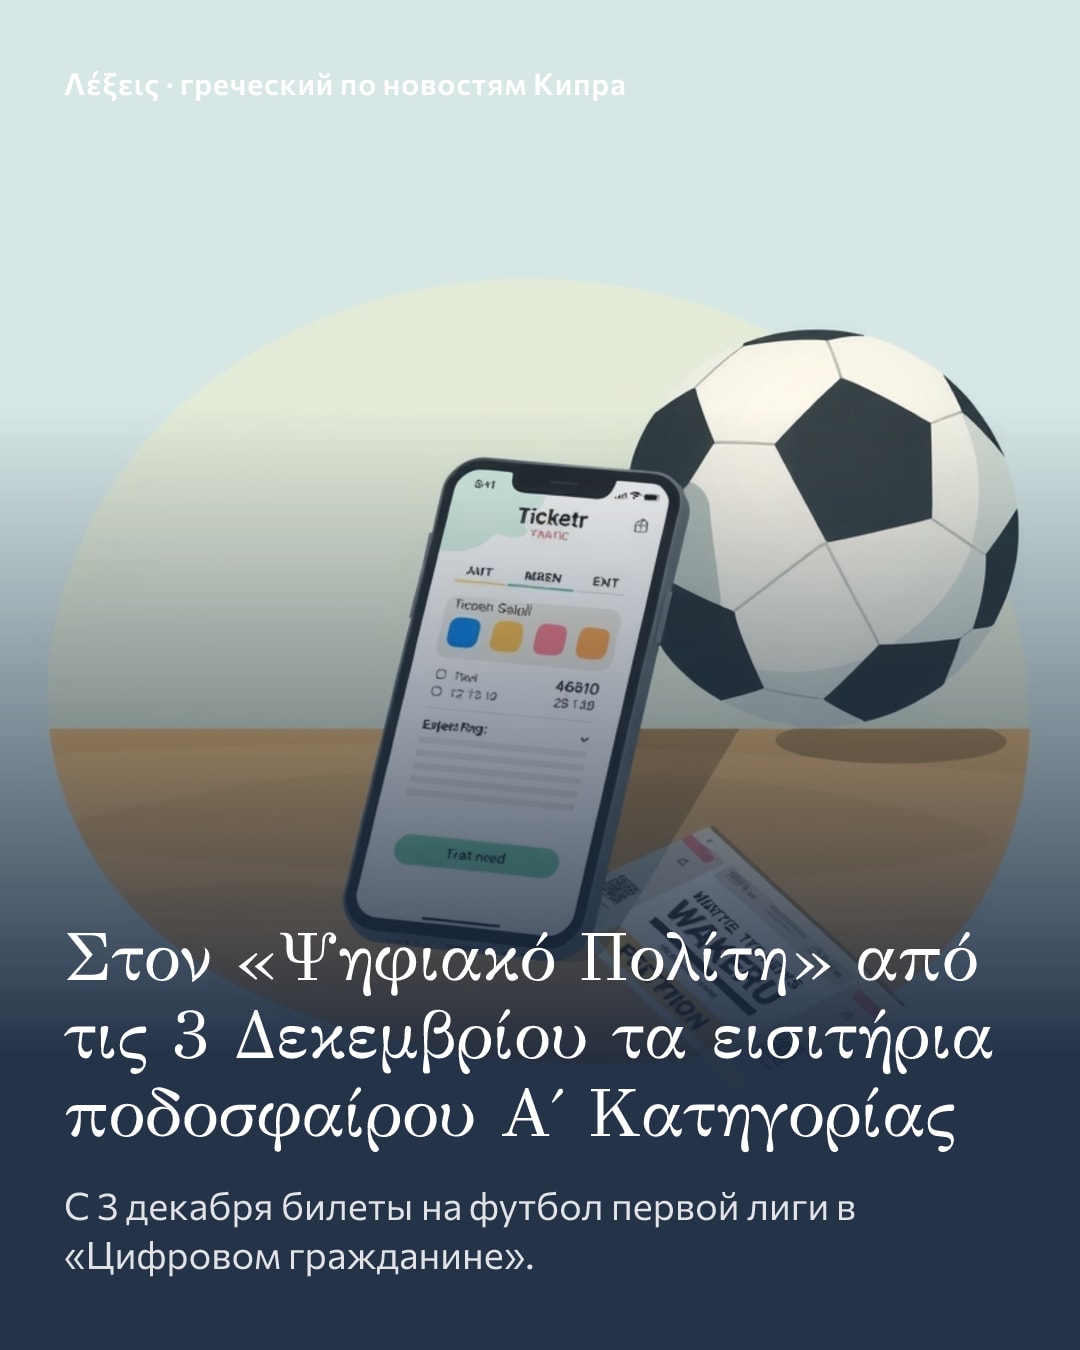 Λέξεις · греческий по новостям Кипра
Ticketr
46810
Στον «Ψηφιακό Πολίτη» από
τις 3 Δεκεμβρίου τα εισιτήρια
ποδοσφαίρου Α΄ Κατηγορίας
С 3 декабря билеты на футбол первой лиги в
«Цифровом гражданине».